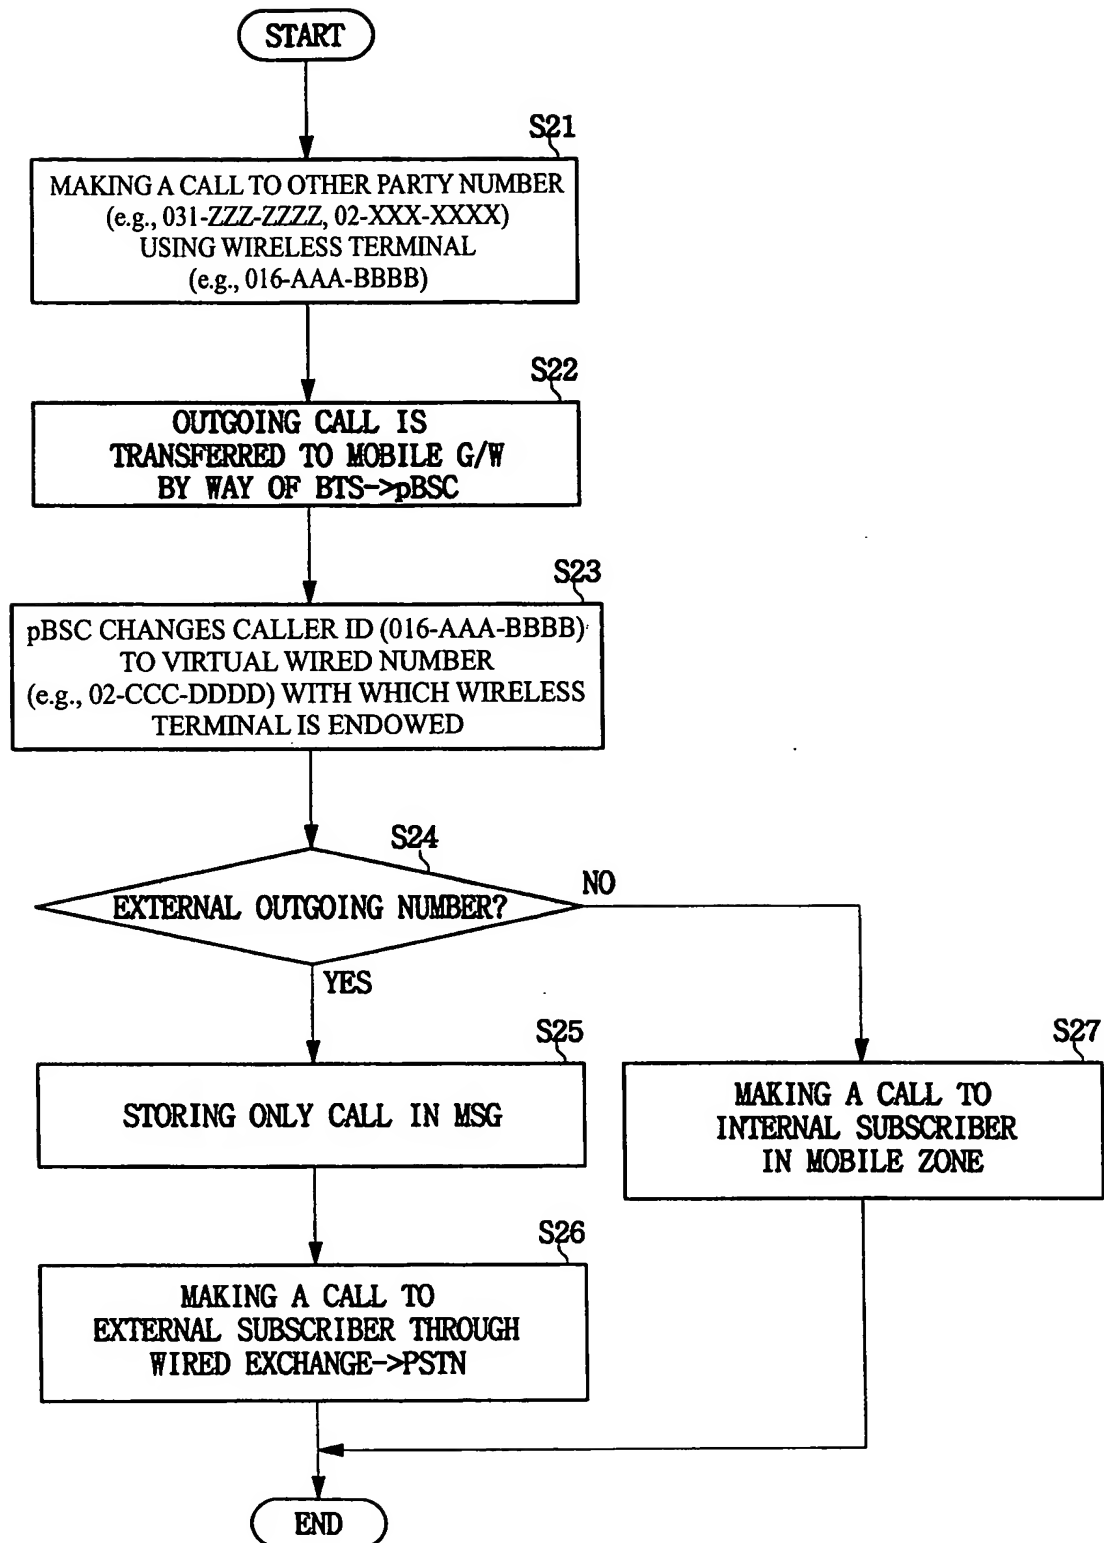 START
S21
MAKING A CALL TO OTHER PARTY NUMBER
(e.g., 031-ZZZ-ZZZZ, 02-XXX-XXXX)
USING WIRELESS TERMINAL
(e.g., 016-AAA-BBBB)
S22
OUTGOING CALL IS
TRANSFERRED TO MOBILE G/W
BY WAY OF BTS->pBSC
S23
pBSC CHANGES CALLER ID (016-AAA-BBBB)
TO VIRTUAL WIRED NUMBER
(e.g., 02-CCC-DDDD) WITH WHICH WIRELESS
TERMINAL IS ENDOWED
S24
EXTERNAL OUTGOING NUMBER?
NO
YES
S25
STORING ONLY CALL IN MSG
S27
MAKING A CALL TO
INTERNAL SUBSCRIBER
IN MOBILE ZONE
S26
MAKING A CALL TO
EXTERNAL SUBSCRIBER THROUGH
WIRED EXCHANGE->PSTN
END